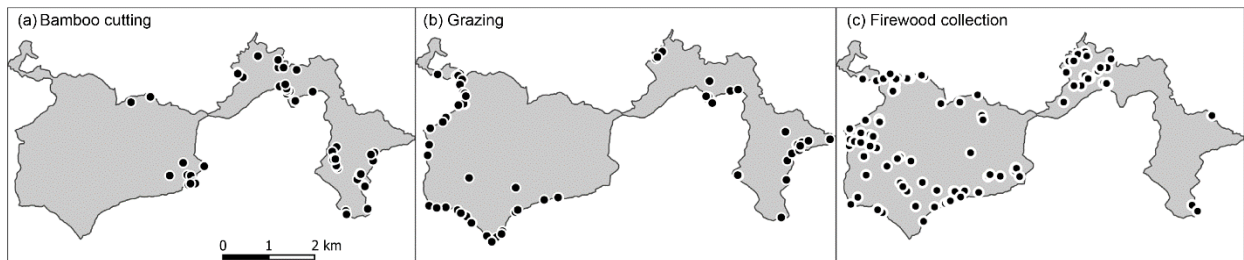 (a) Bamboo cutting
(b) Grazing
(c) Firewood collection
0 1 2 km